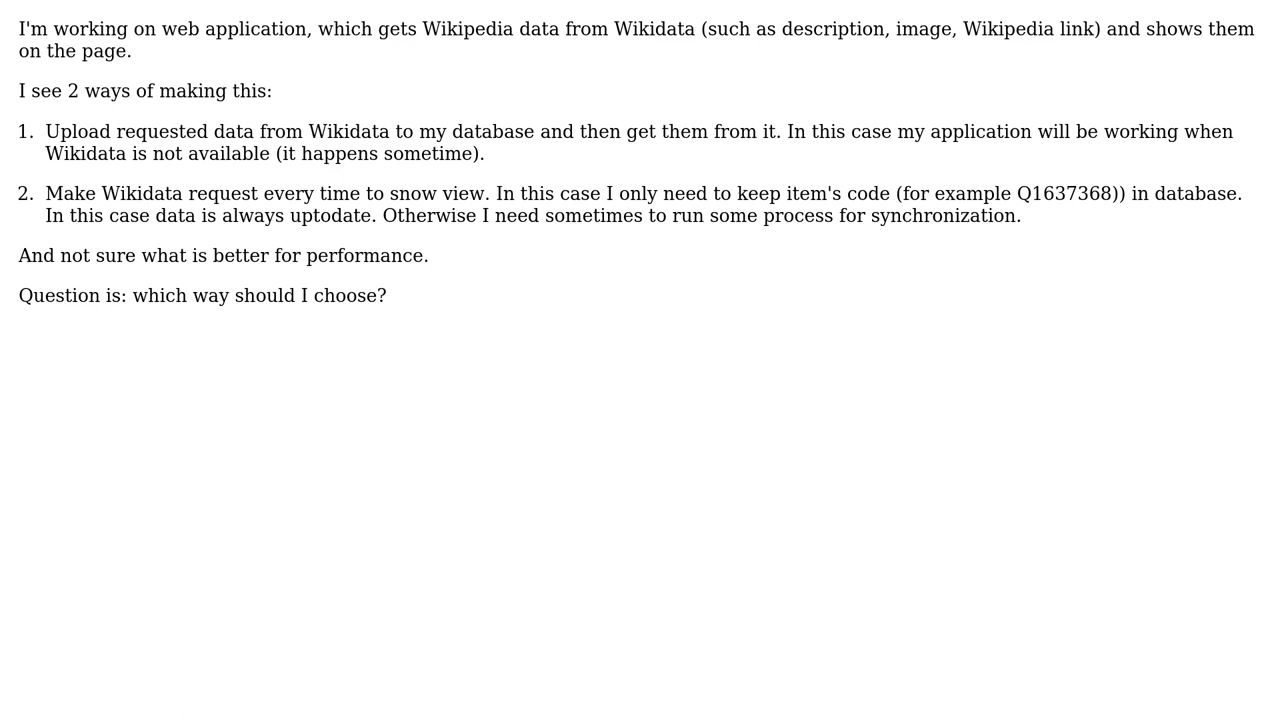 I'm working on web application, which gets Wikipedia data from Wikidata (such as description, image, Wikipedia link) and shows them
on the page.
I see 2 ways of making this:
1. Upload requested data from Wikidata to my database and then get them from it. In this case my application will be working when
Wikidata is not available (it happens sometime).
2. Make Wikidata request every time to snow view. In this case I only need to keep item's code (for example Q1637368)) in database.
In this case data is always uptodate. Otherwise I need sometimes to run some process for synchronization.
And not sure what is better for performance.
Question is: which way should I choose?